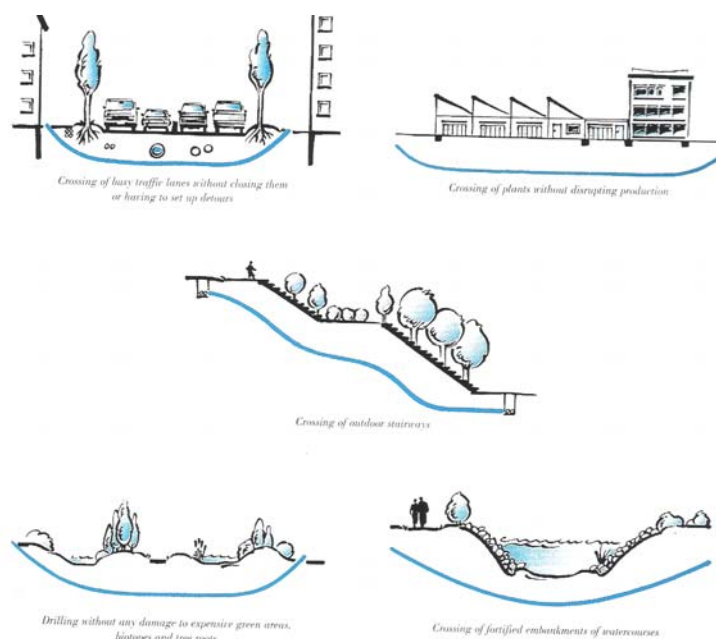 Crossing of busy traffic lanes without closing them
or having to set up detours
Crossing of plants without disrupting production
Crossing of outdoor stairways
Drilling without any damage to expensive green areas,
biotopes and tree roots
Crossing of fortified embankments of watercourses